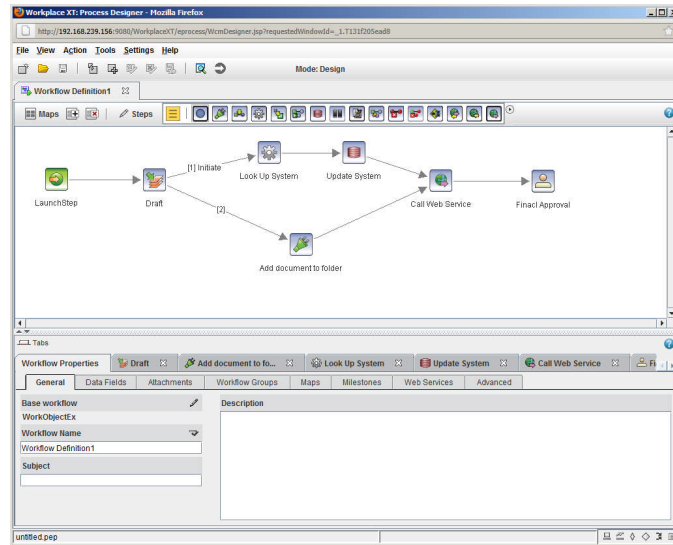 Workplace XT: Process Designer - Mozilla Firefox
http://192.168.239.156:9080/WorkplaceXT/eprocess/WcmDesigner.jsp?requestedWindowId=_1.T131f205ead8
File View Action Tools Settings Help
Mode: Design
Workflow Definition1
Maps Steps
[1] Initiate
LaunchStep Draft Look Up System Update System Call Web Service Finacl Approval
[2]
Add document to folder
Tabs
Workflow Properties Draft Add document to fo... Look Up System Update System Call Web Service Fi
General Data Fields Attachments Workflow Groups Maps Milestones Web Services Advanced
Base workflow Description
WorkObjectEx
Workflow Name
Workflow Definition1
Subject
untitled.pep